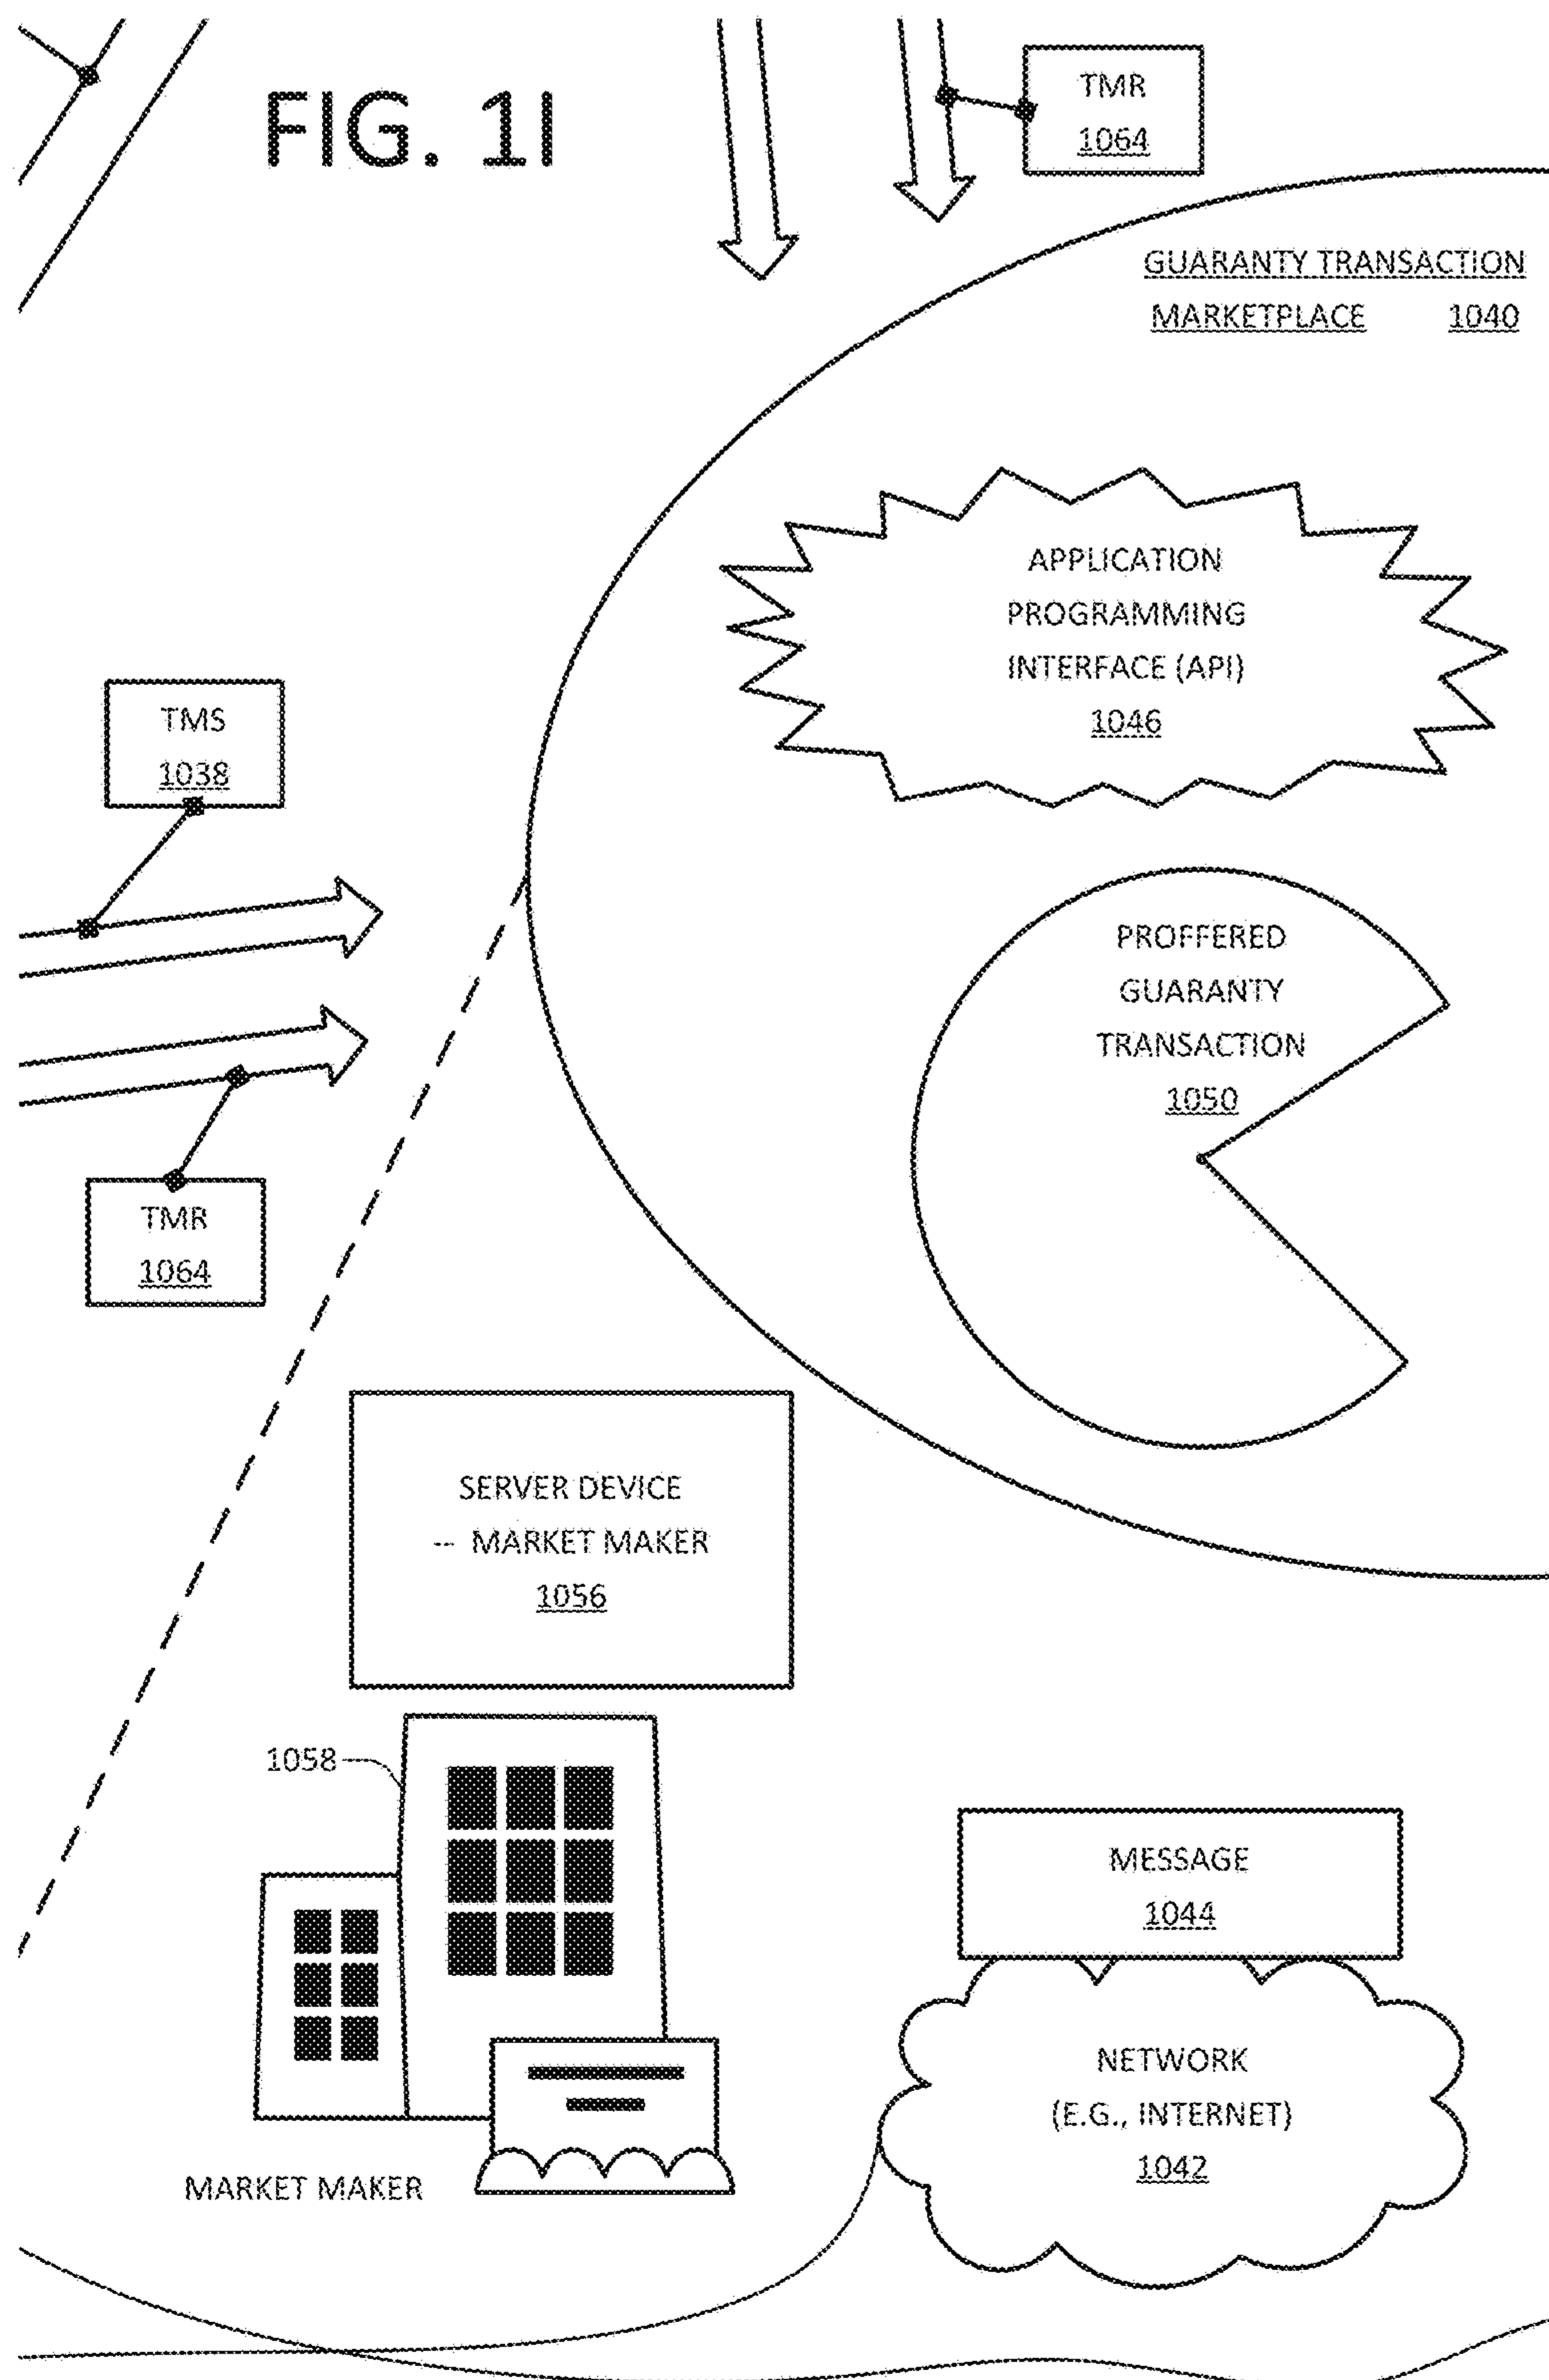 FIG. 1I
TMR
1064
GUARANTY TRANSACTION
MARKETPLACE 1040
APPLICATION
PROGRAMMING
INTERFACE (API)
1046
TMS
1038
PROFFERED
GUARANTY
TRANSACTION
1050
TMR
1064
SERVER DEVICE
-- MARKET MAKER
1056
1058
MESSAGE
1044
NETWORK
(E.G., INTERNET)
1042
MARKET MAKER